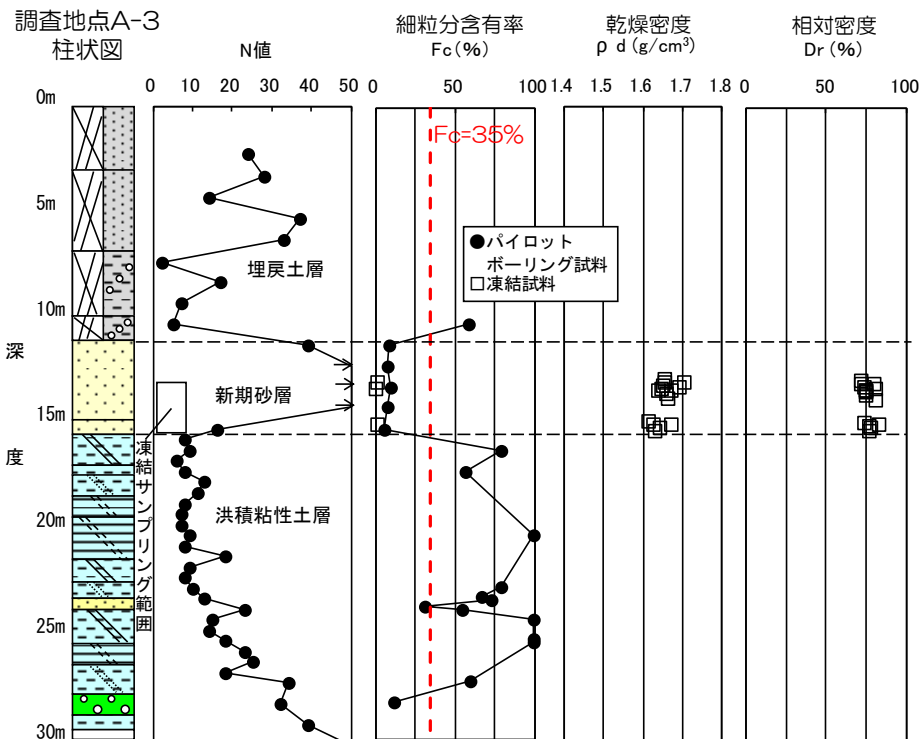 調査地点A-3
柱状図
N値
細粒分含有率
Fc(%)
乾燥密度
ρ d (g/cm³)
相対密度
Dr (%)
0 10 20 30 40 50
0 50 100
1.4 1.5 1.6 1.7 1.8
0 50 100
0m
5m
10m
15m
20m
25m
30m
深
度
Fc=35%
●パイロット
ボーリング試料
□凍結試料
埋戻土層
新期砂層
洪積粘性土層
凍結サンプリング範囲